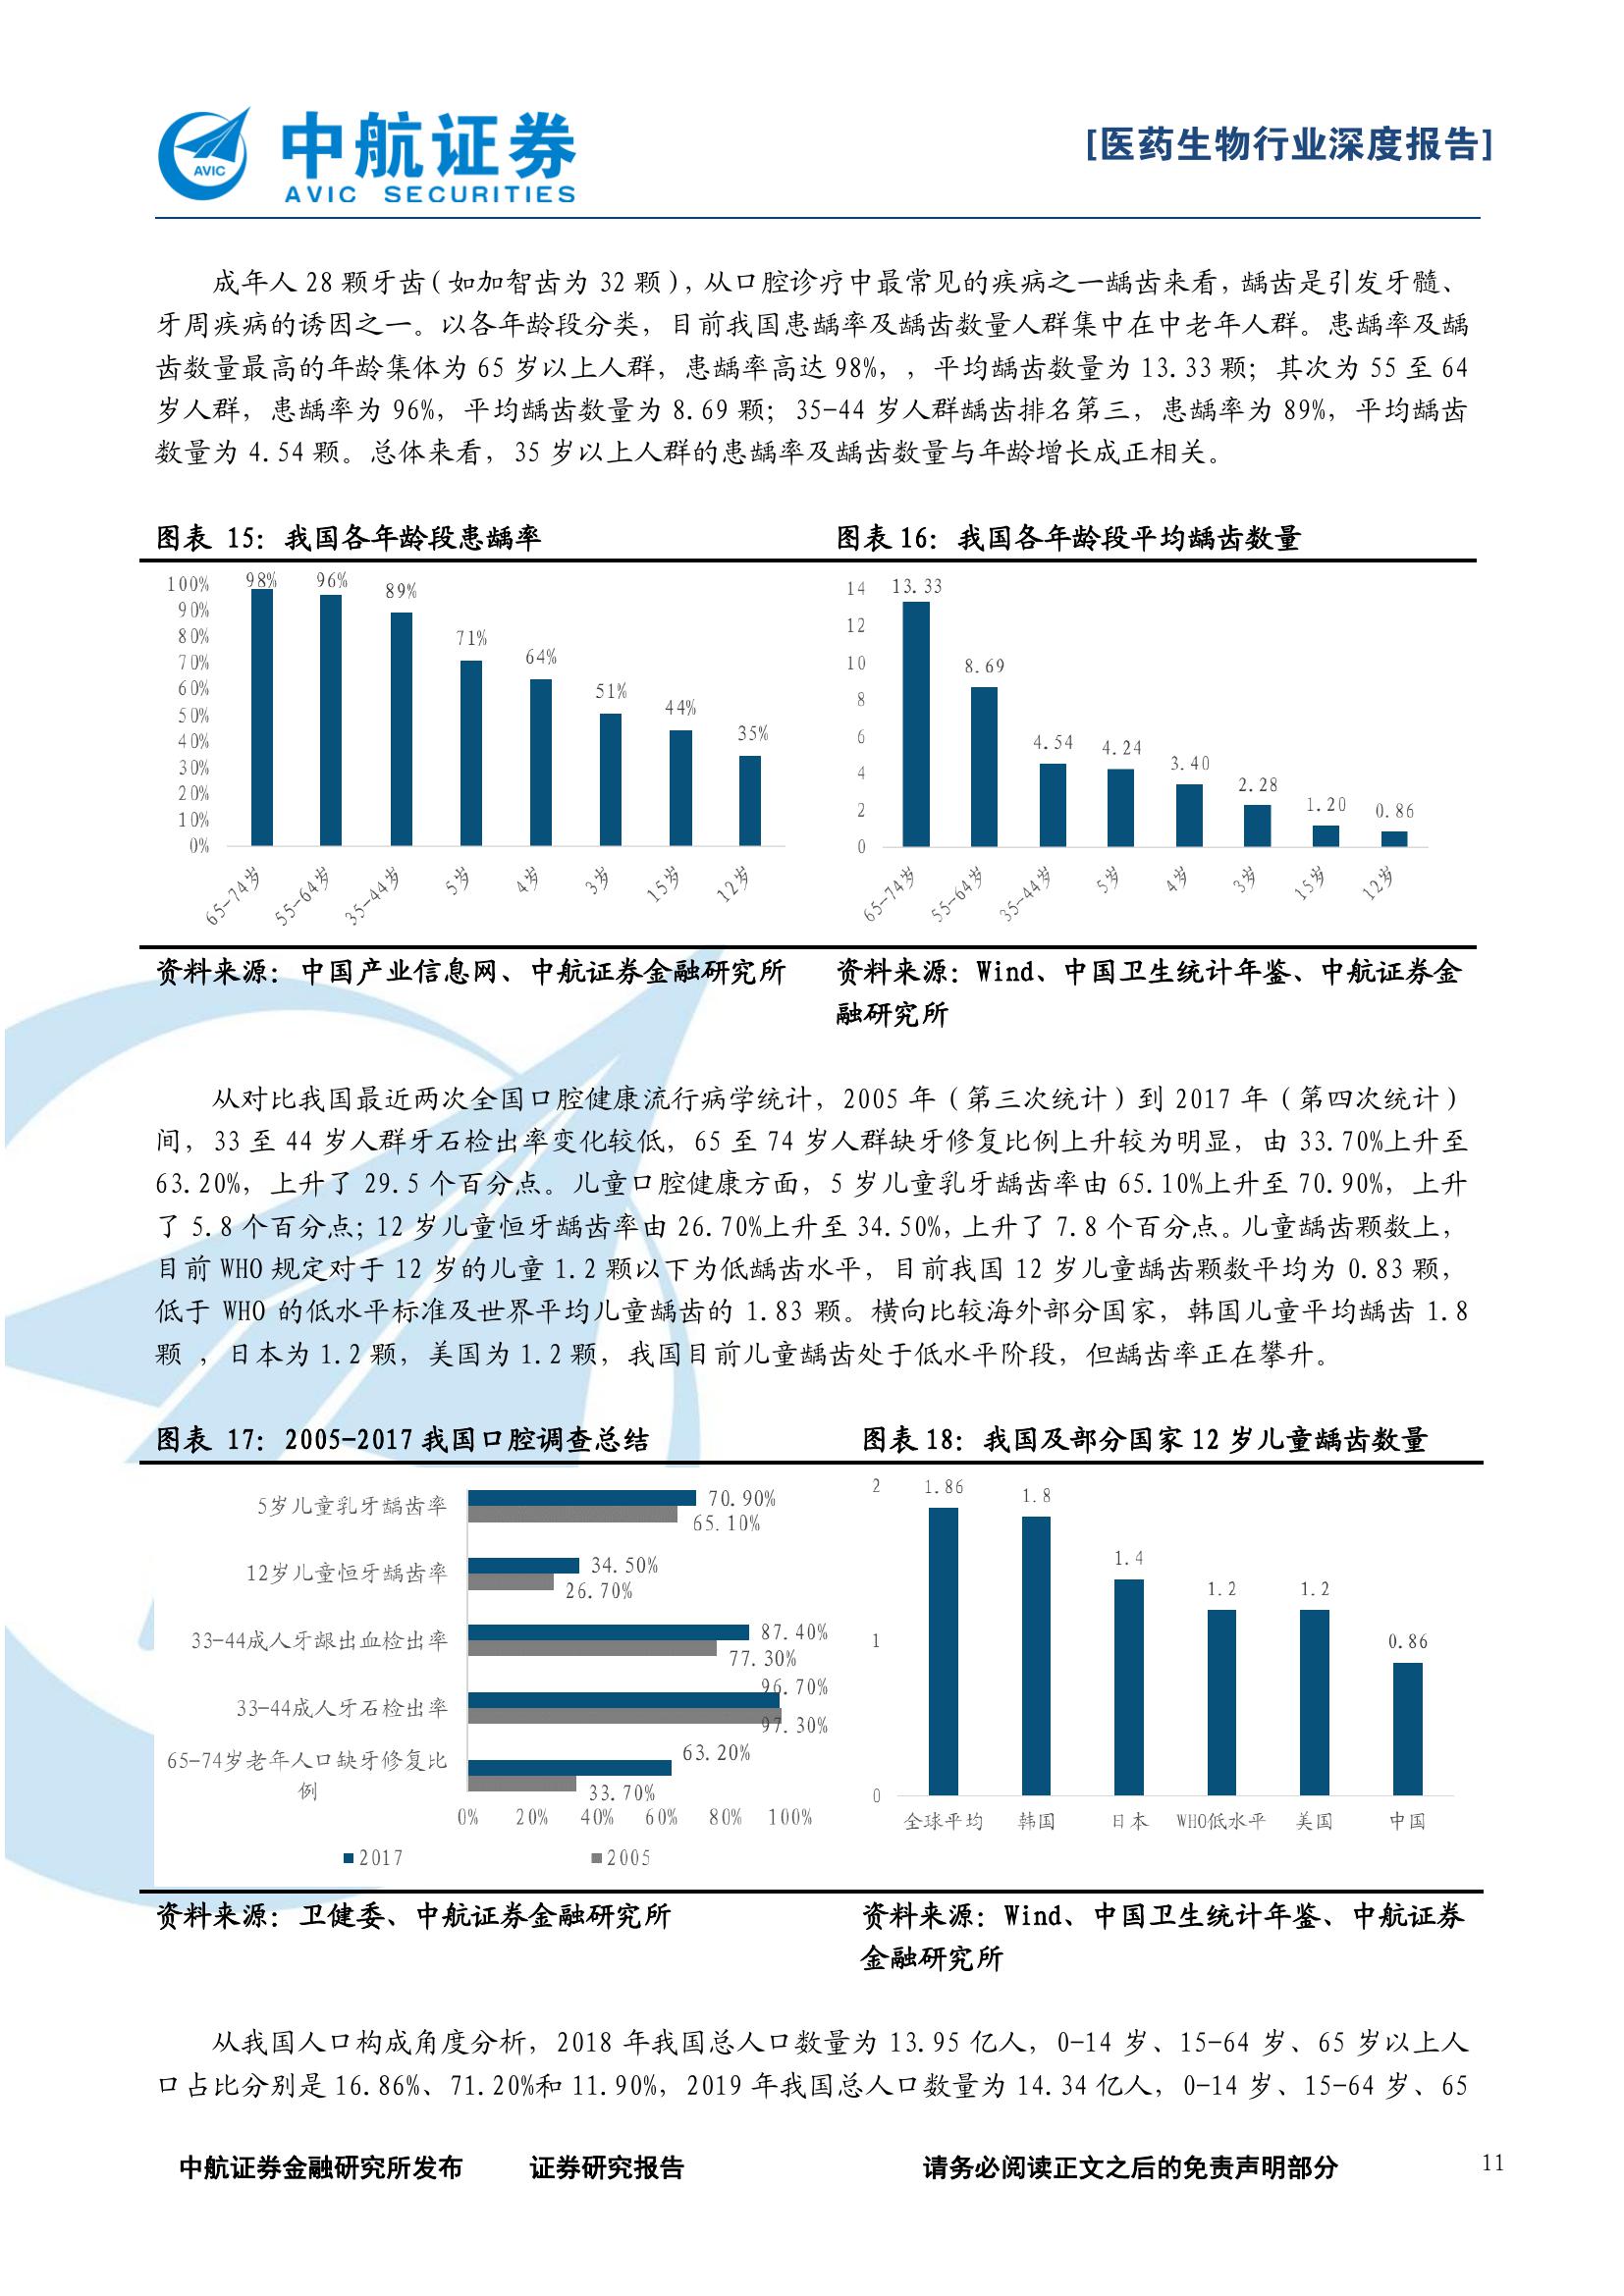 AVIC
中航证券
AVIC SECURITIES
[医药生物行业深度报告]
成年人 28 颗牙齿(如加智齿为 32 颗),从口腔诊疗中最常见的疾病之一龋齿来看,龋齿是引发牙髓、
牙周疾病的诱因之一。以各年龄段分类,目前我国患龋率及龋齿数量人群集中在中老年人群。患龋率及龋
齿数量最高的年龄集体为 65 岁以上人群,患龋率高达 98%,,平均龋齿数量为 13.33 颗;其次为 55 至 64
岁人群,患龋率为 96%,平均龋齿数量为 8.69 颗;35-44 岁人群龋齿排名第三,患龋率为 89%,平均龋齿
数量为 4.54 颗。总体来看,35 岁以上人群的患龋率及龋齿数量与年龄增长成正相关。
图表 15:我国各年龄段患龋率
100%
90%
80%
70%
60%
50%
40%
30%
20%
10%
0%
98%
96%
89%
71%
64%
51%
44%
35%
65-74岁
55-64岁
35-44岁
5岁
4岁
3岁
15岁
12岁
资料来源:中国产业信息网、中航证券金融研究所
图表 16:我国各年龄段平均龋齿数量
14
12
10
8
6
4
2
0
13.33
8.69
4.54
4.24
3.40
2.28
1.20
0.86
65-74岁
55-64岁
35-44岁
5岁
4岁
3岁
15岁
12岁
资料来源:Wind、中国卫生统计年鉴、中航证券金
融研究所
从对比我国最近两次全国口腔健康流行病学统计,2005 年(第三次统计)到 2017 年(第四次统计)
间,33 至 44 岁人群牙石检出率变化较低,65 至 74 岁人群缺牙修复比例上升较为明显,由 33.70%上升至
63.20%,上升了 29.5 个百分点。儿童口腔健康方面,5 岁儿童乳牙龋齿率由 65.10%上升至 70.90%,上升
了 5.8 个百分点;12 岁儿童恒牙龋齿率由 26.70%上升至 34.50%,上升了 7.8 个百分点。儿童龋齿颗数上,
目前 WHO 规定对于 12 岁的儿童 1.2 颗以下为低龋齿水平,目前我国 12 岁儿童龋齿颗数平均为 0.83 颗,
低于 WHO 的低水平标准及世界平均儿童龋齿的 1.83 颗。横向比较海外部分国家,韩国儿童平均龋齿 1.8
颗 ,日本为 1.2 颗,美国为 1.2 颗,我国目前儿童龋齿处于低水平阶段,但龋齿率正在攀升。
图表 17:2005-2017 我国口腔调查总结
5岁儿童乳牙龋齿率
70.90%
65.10%
12岁儿童恒牙龋齿率
34.50%
26.70%
33-44成人牙龈出血检出率
87.40%
77.30%
33-44成人牙石检出率
96.70%
97.30%
65-74岁老年人口缺牙修复比
例
63.20%
33.70%
0%
20%
40%
60%
80%
100%
2017
2005
资料来源:卫健委、中航证券金融研究所
图表 18:我国及部分国家 12 岁儿童龋齿数量
2
1
0
1.86
1.8
1.4
1.2
1.2
0.86
全球平均
韩国
日本
WHO低水平
美国
中国
资料来源:Wind、中国卫生统计年鉴、中航证券
金融研究所
从我国人口构成角度分析,2018 年我国总人口数量为 13.95 亿人,0-14 岁、15-64 岁、65 岁以上人
口占比分别是 16.86%、71.20%和 11.90%,2019 年我国总人口数量为 14.34 亿人,0-14 岁、15-64 岁、65
中航证券金融研究所发布
证券研究报告
请务必阅读正文之后的免责声明部分
11